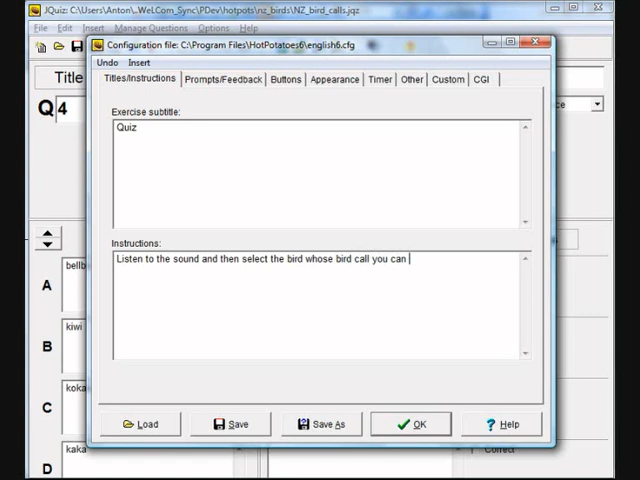 JQuiz: C:\Users\Anton\..WeLCom_Sync\PDev\hotpots\nz_birds\NZ_bird_calls.jqz
File Edit Insert Manage Questions Options Help
Configuration file: C:\Program Files\HotPotatoes6\english6.cfg
Undo Insert
Titles/Instructions Prompts/Feedback Buttons Appearance Timer Other Custom CGI
Title
Q 4
Exercise subtitle:
Quiz
Instructions:
Listen to the sound and then select the bird whose bird call you can
A
kiwi
B
C
Load Save Save As OK Help
kaka
D
Correct